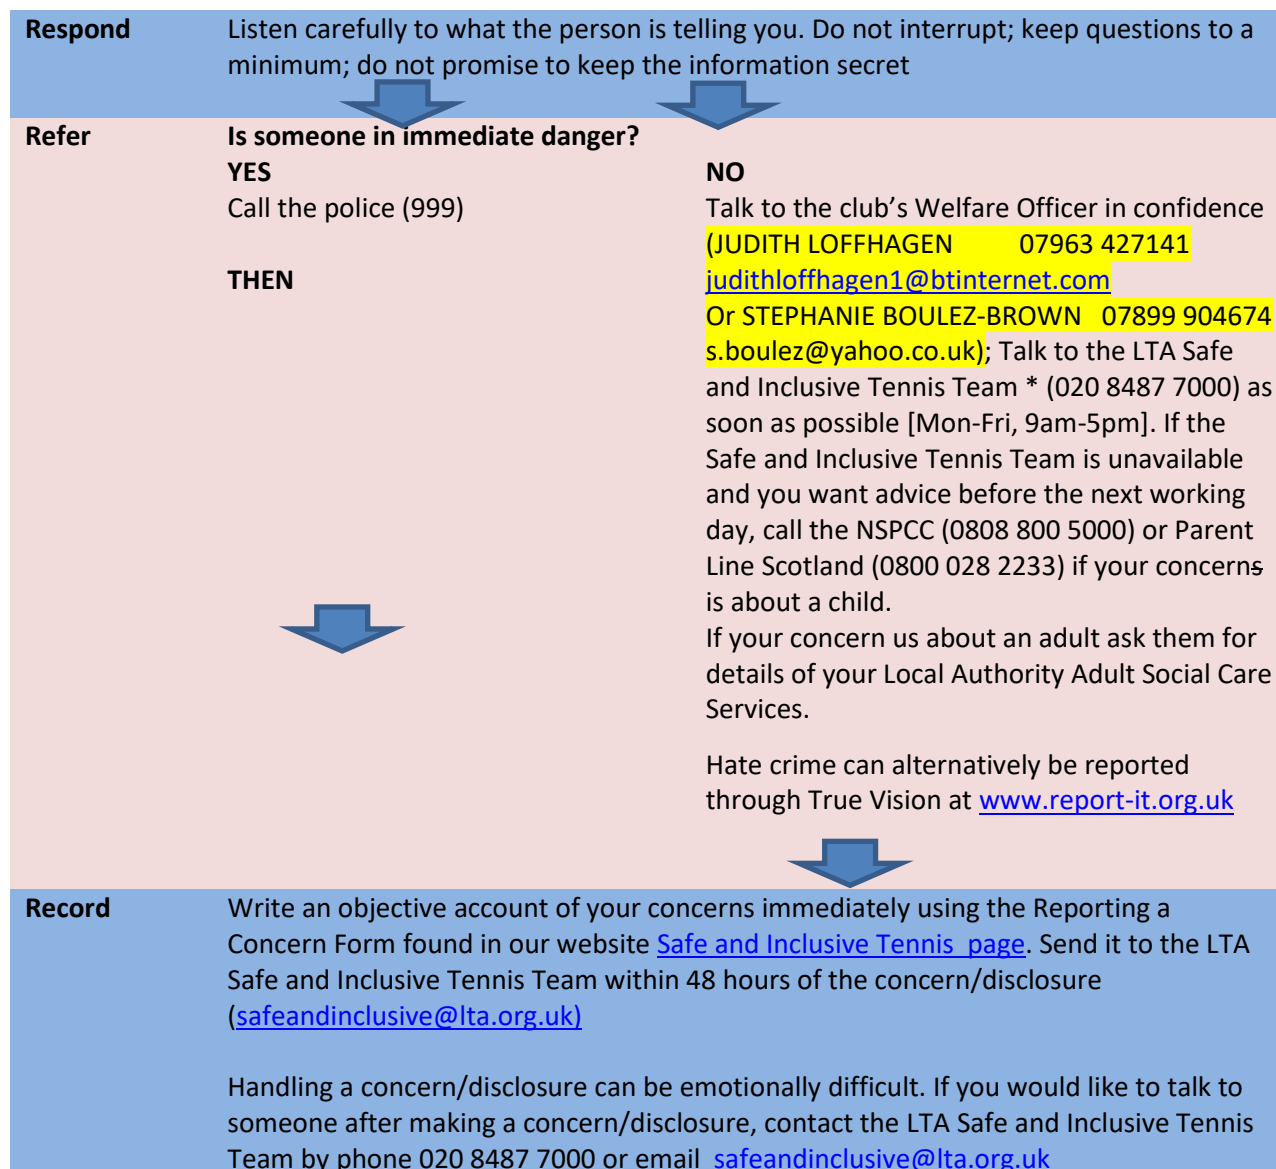 Respond
Listen carefully to what the person is telling you. Do not interrupt; keep questions to a
minimum; do not promise to keep the information secret
Refer
Is someone in immediate danger?
YES
Call the police (999)
THEN
NO
Talk to the club’s Welfare Officer in confidence
(JUDITH LOFFHAGEN 07963 427141
judithloffhagen1@btinternet.com
Or STEPHANIE BOULEZ-BROWN 07899 904674
s.boulez@yahoo.co.uk); Talk to the LTA Safe
and Inclusive Tennis Team * (020 8487 7000) as
soon as possible [Mon-Fri, 9am-5pm]. If the
Safe and Inclusive Tennis Team is unavailable
and you want advice before the next working
day, call the NSPCC (0808 800 5000) or Parent
Line Scotland (0800 028 2233) if your concerns
is about a child.
If your concern us about an adult ask them for
details of your Local Authority Adult Social Care
Services.
Hate crime can alternatively be reported
through True Vision at www.report-it.org.uk
Record
Write an objective account of your concerns immediately using the Reporting a
Concern Form found in our website Safe and Inclusive Tennis page. Send it to the LTA
Safe and Inclusive Tennis Team within 48 hours of the concern/disclosure
(safeandinclusive@lta.org.uk)
Handling a concern/disclosure can be emotionally difficult. If you would like to talk to
someone after making a concern/disclosure, contact the LTA Safe and Inclusive Tennis
Team by phone 020 8487 7000 or email safeandinclusive@lta.org.uk